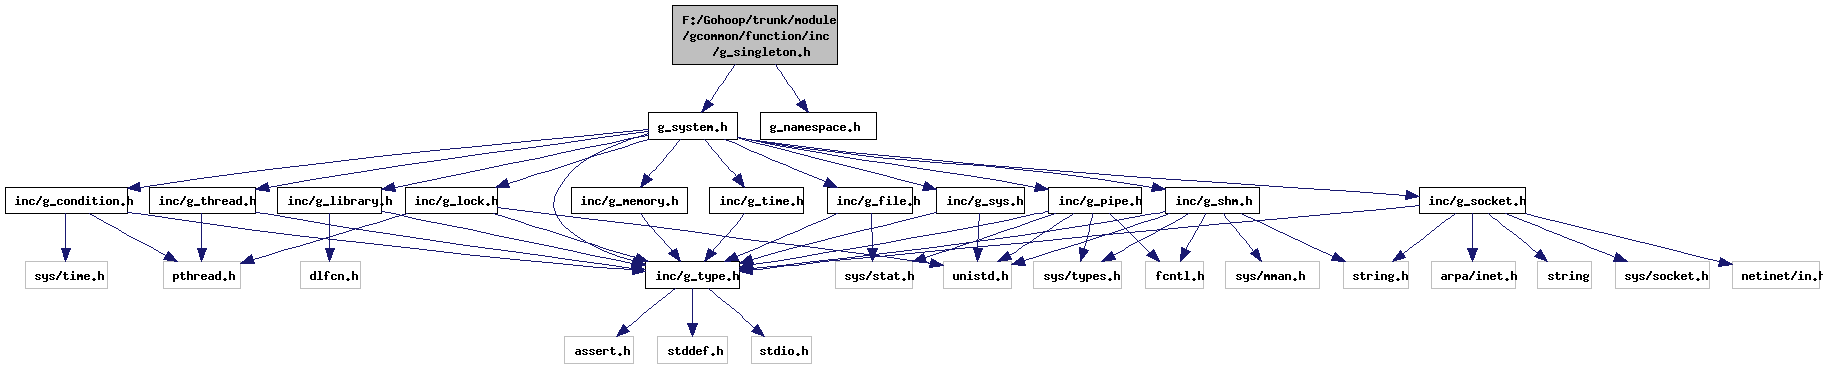 F:/Gohoop/trunk/module
/gcommon/function/inc
/g_singleton.h
g_system.h
g_namespace.h
inc/g_condition.h
inc/g_thread.h
inc/g_library.h
inc/g_lock.h
inc/g_memory.h
inc/g_time.h
inc/g_file.h
inc/g_sys.h
inc/g_pipe.h
inc/g_shm.h
inc/g_socket.h
sys/time.h
pthread.h
dlfcn.h
inc/g_type.h
sys/stat.h
unistd.h
sys/types.h
fcntl.h
sys/mman.h
string.h
arpa/inet.h
string
sys/socket.h
netinet/in.h
assert.h
stddef.h
stdio.h